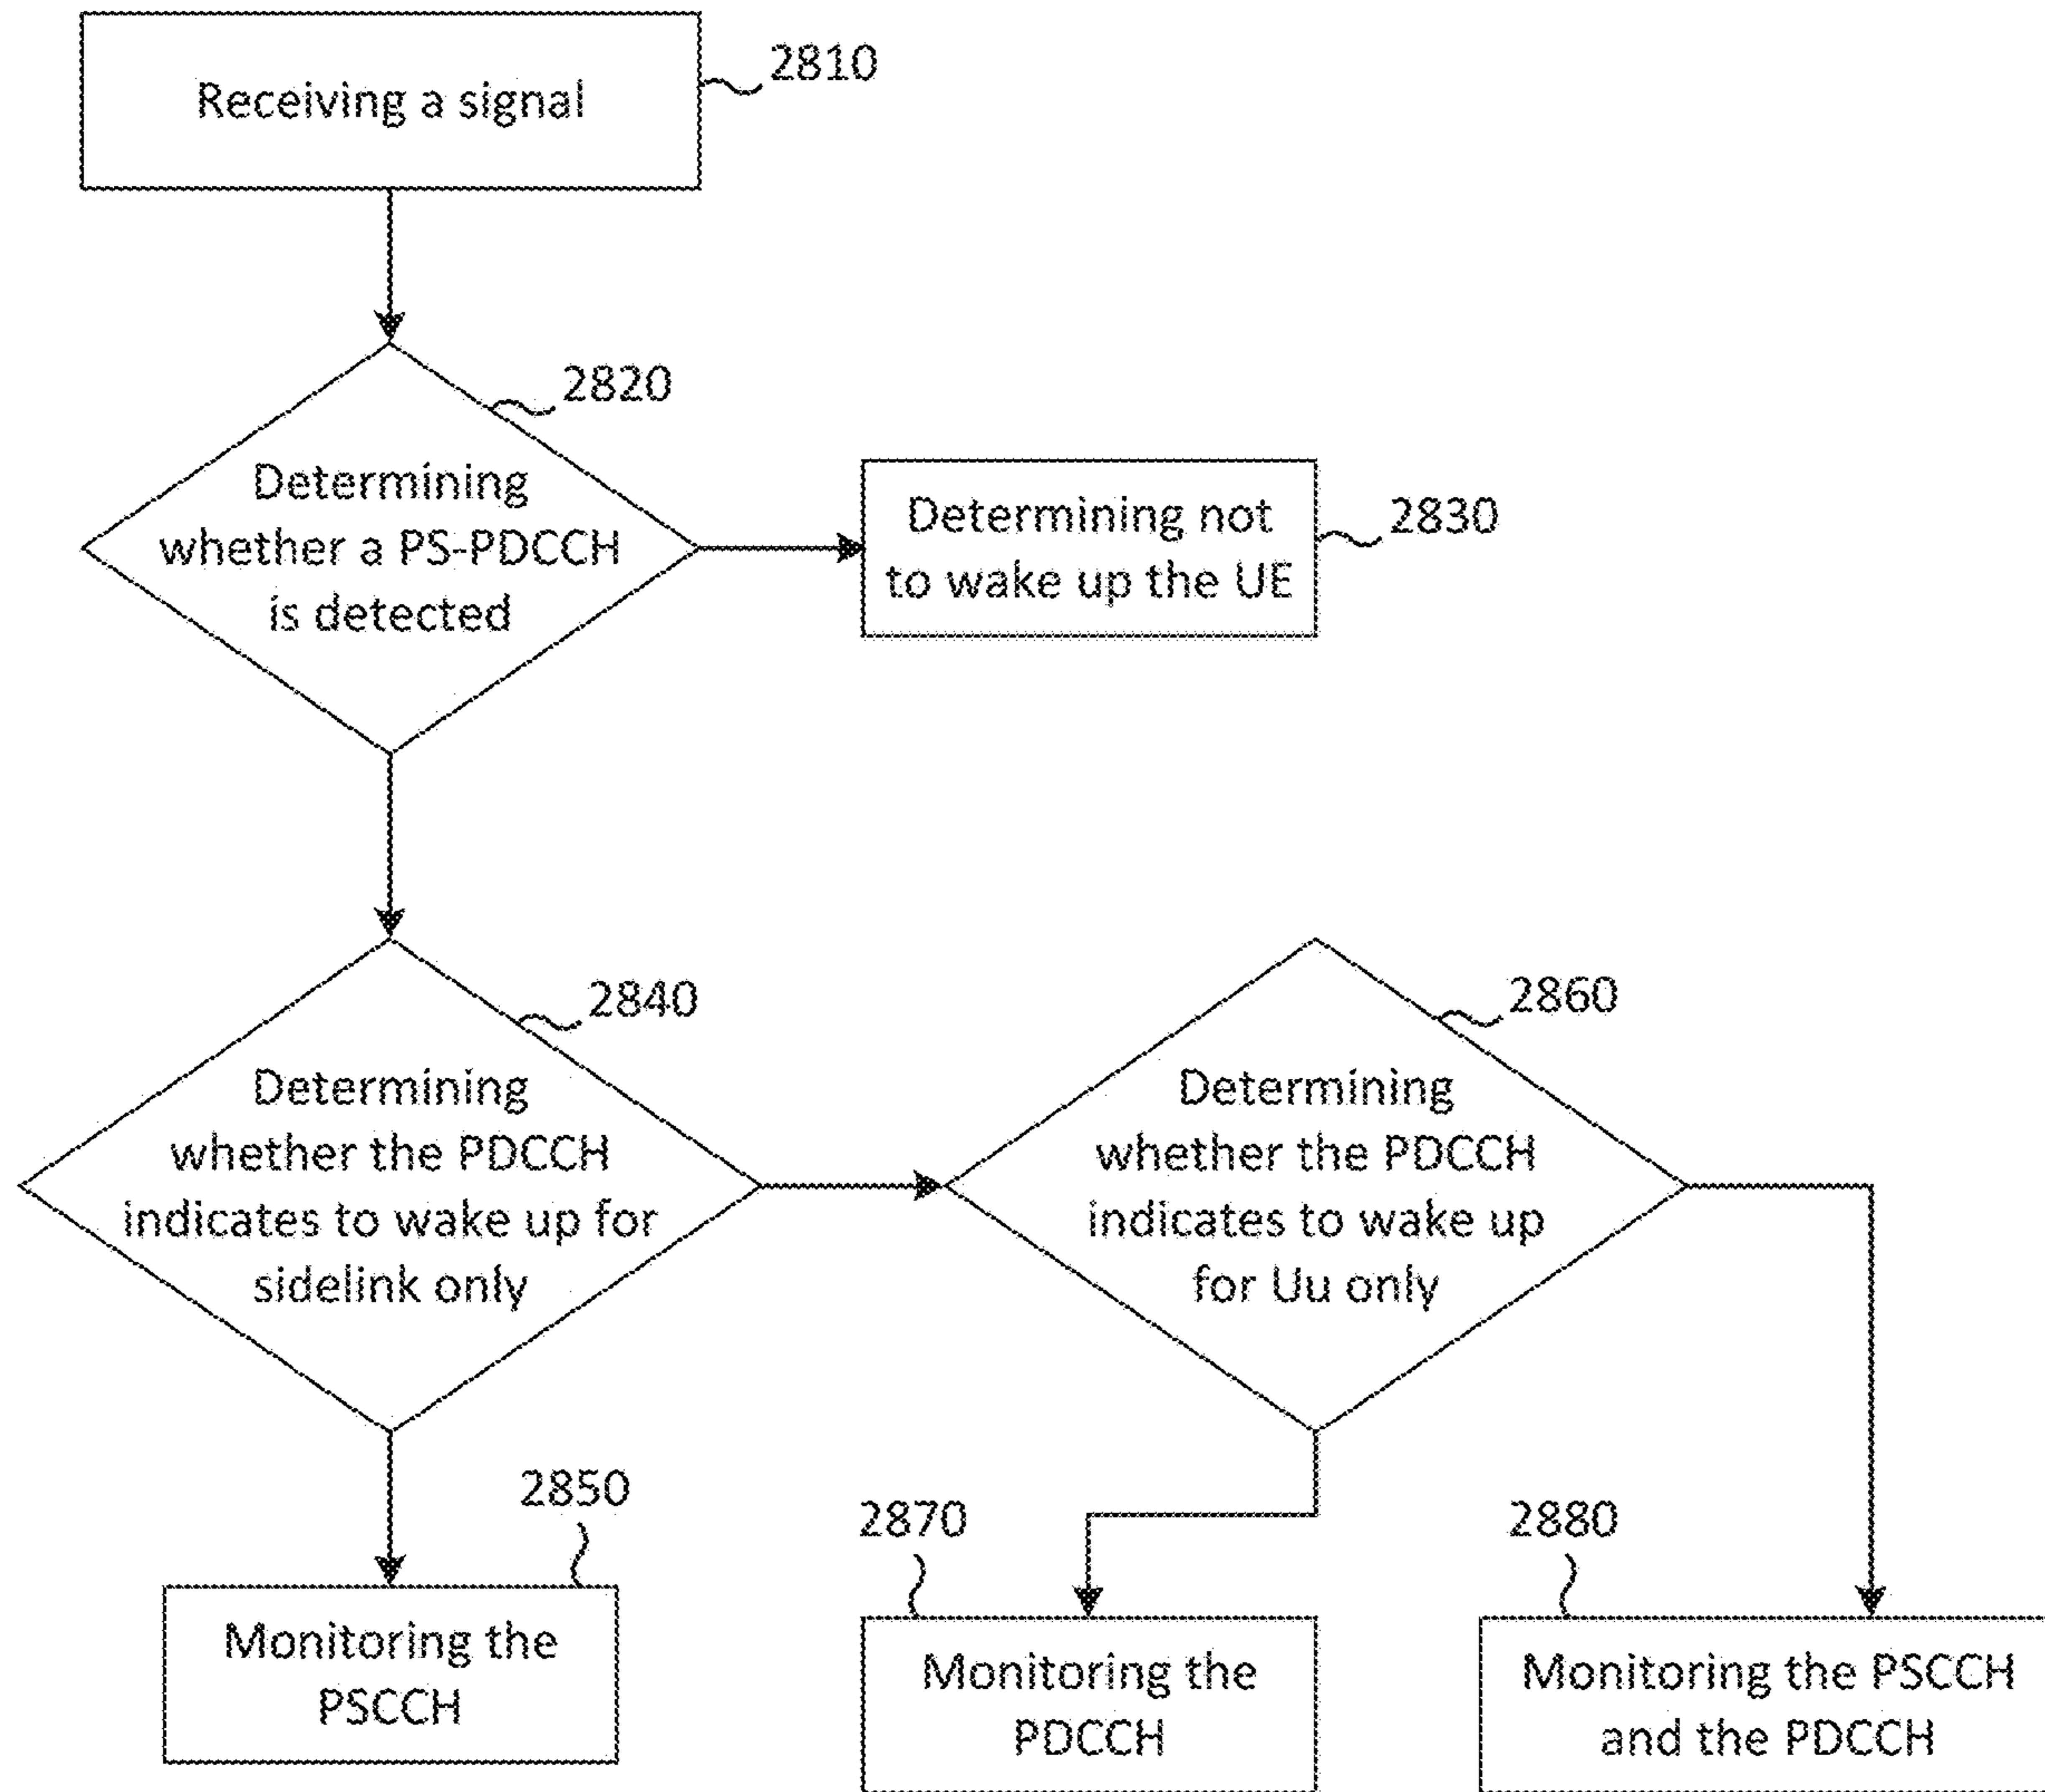 Receiving a signal
2810
2820
Determining
whether a PS-PDCCH
is detected
Determining not
to wake up the UE
2830
2840
Determining
whether the PDCCH
indicates to wake up for
sidelink only
2860
Determining
whether the PDCCH
indicates to wake up
for Uu only
2850
Monitoring the
PSCCH
2870
Monitoring the
PDCCH
2880
Monitoring the PSCCH
and the PDCCH